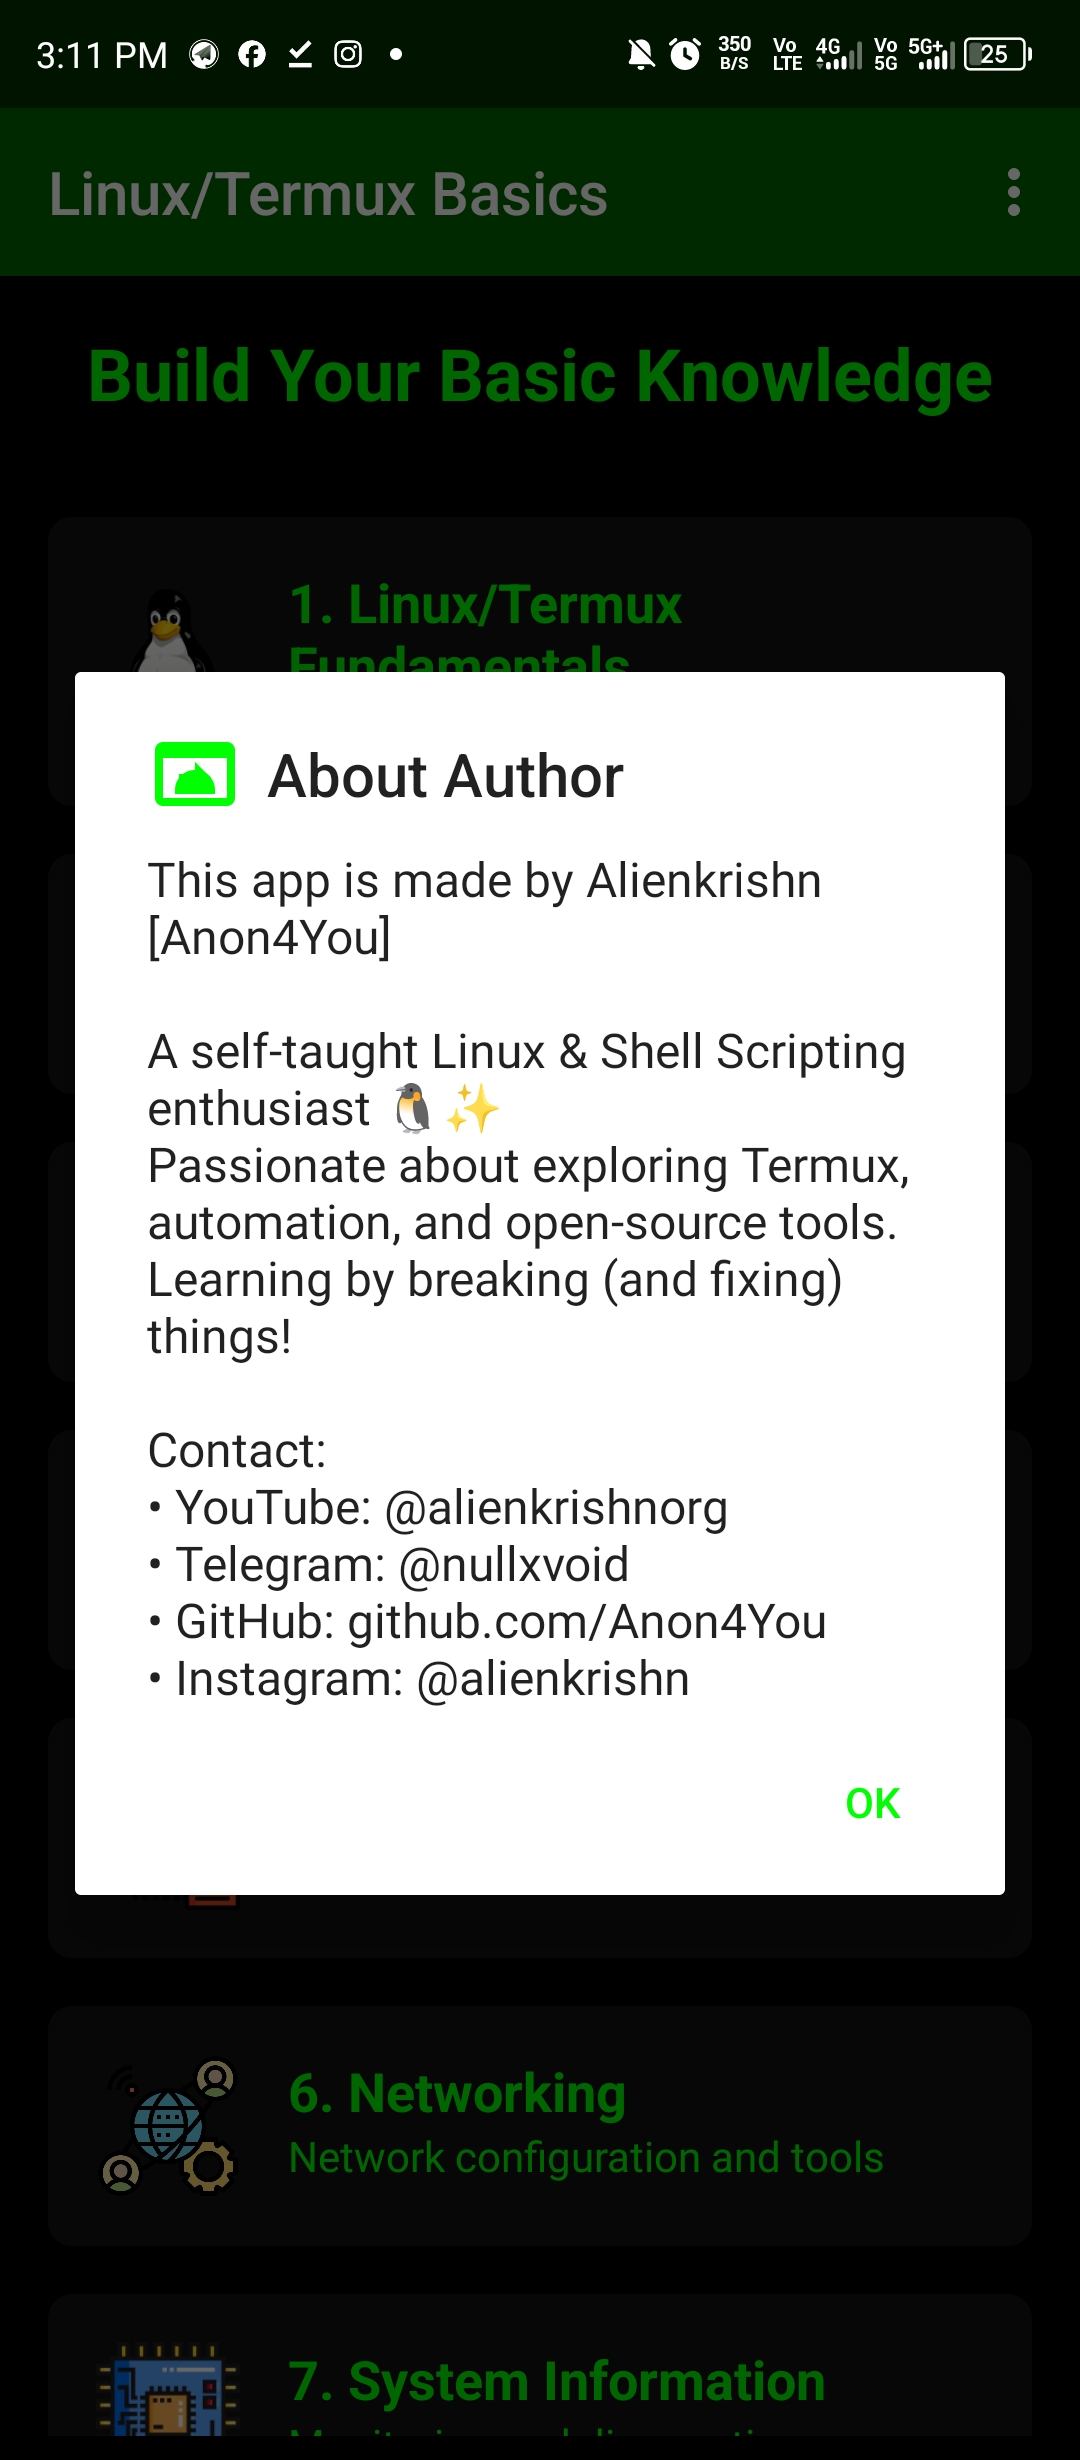 3:11 PM
350 B/S Vo LTE 4G Vo 5G 5G+ 25
Linux/Termux Basics
Build Your Basic Knowledge
1. Linux/Termux
Fundamentals
About Author
This app is made by Alienkrishn
[Anon4You]
A self-taught Linux & Shell Scripting
enthusiast 🐧✨
Passionate about exploring Termux,
automation, and open-source tools.
Learning by breaking (and fixing)
things!
Contact:
• YouTube: @alienkrishnorg
• Telegram: @nullxvoid
• GitHub: github.com/Anon4You
• Instagram: @alienkrishn
OK
6. Networking
Network configuration and tools
7. System Information